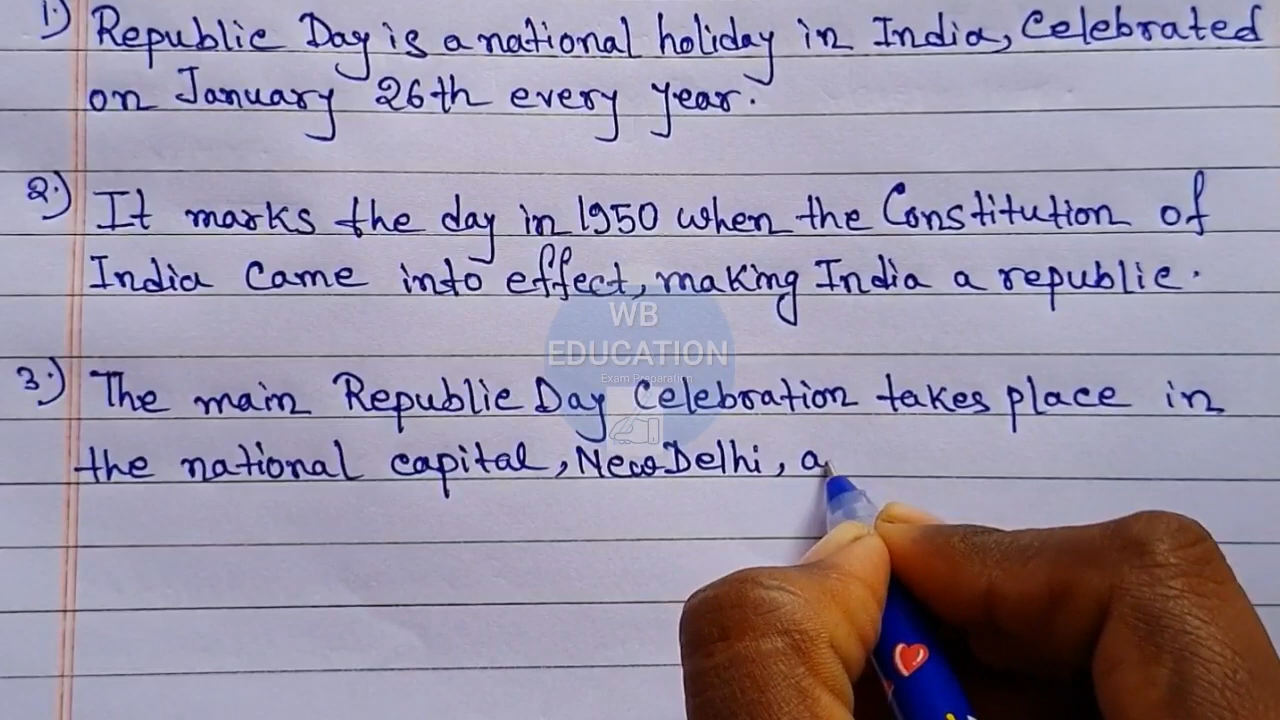 1.) Republic Day is a national holiday in India, Celebrated
on January 26th every year.
2.) It marks the day in 1950 when the Constitution of
India Came into effect, making India a republic.
WB
EDUCATION
Exam Preparation
3.) The main Republic Day Celebration takes place in
the national capital, New Delhi, a